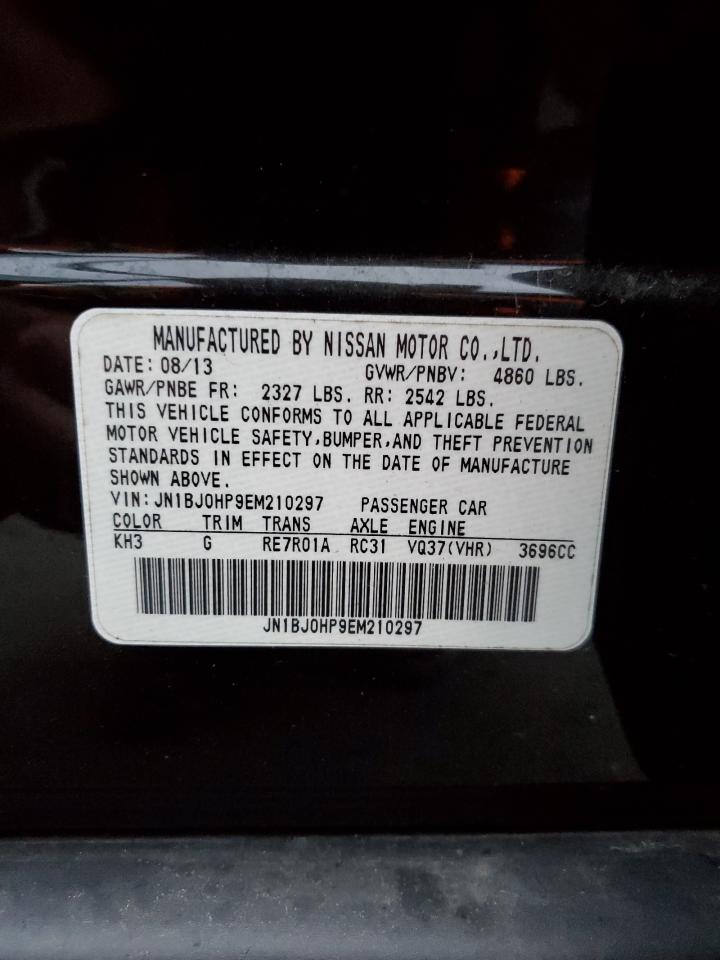 MANUFACTURED BY NISSAN MOTOR CO.,LTD.
DATE: 08/13 GVWR/PNBV: 4860 LBS.
GAWR/PNBE FR: 2327 LBS. RR: 2542 LBS.
THIS VEHICLE CONFORMS TO ALL APPLICABLE FEDERAL
MOTOR VEHICLE SAFETY,BUMPER,AND THEFT PREVENTION
STANDARDS IN EFFECT ON THE DATE OF MANUFACTURE
SHOWN ABOVE.
VIN:JN1BJ0HP9EM210297 PASSENGER CAR
COLOR TRIM TRANS AXLE ENGINE
KH3 G RE7R01A RC31 VQ37(VHR) 3696CC
JN1BJ0HP9EM210297